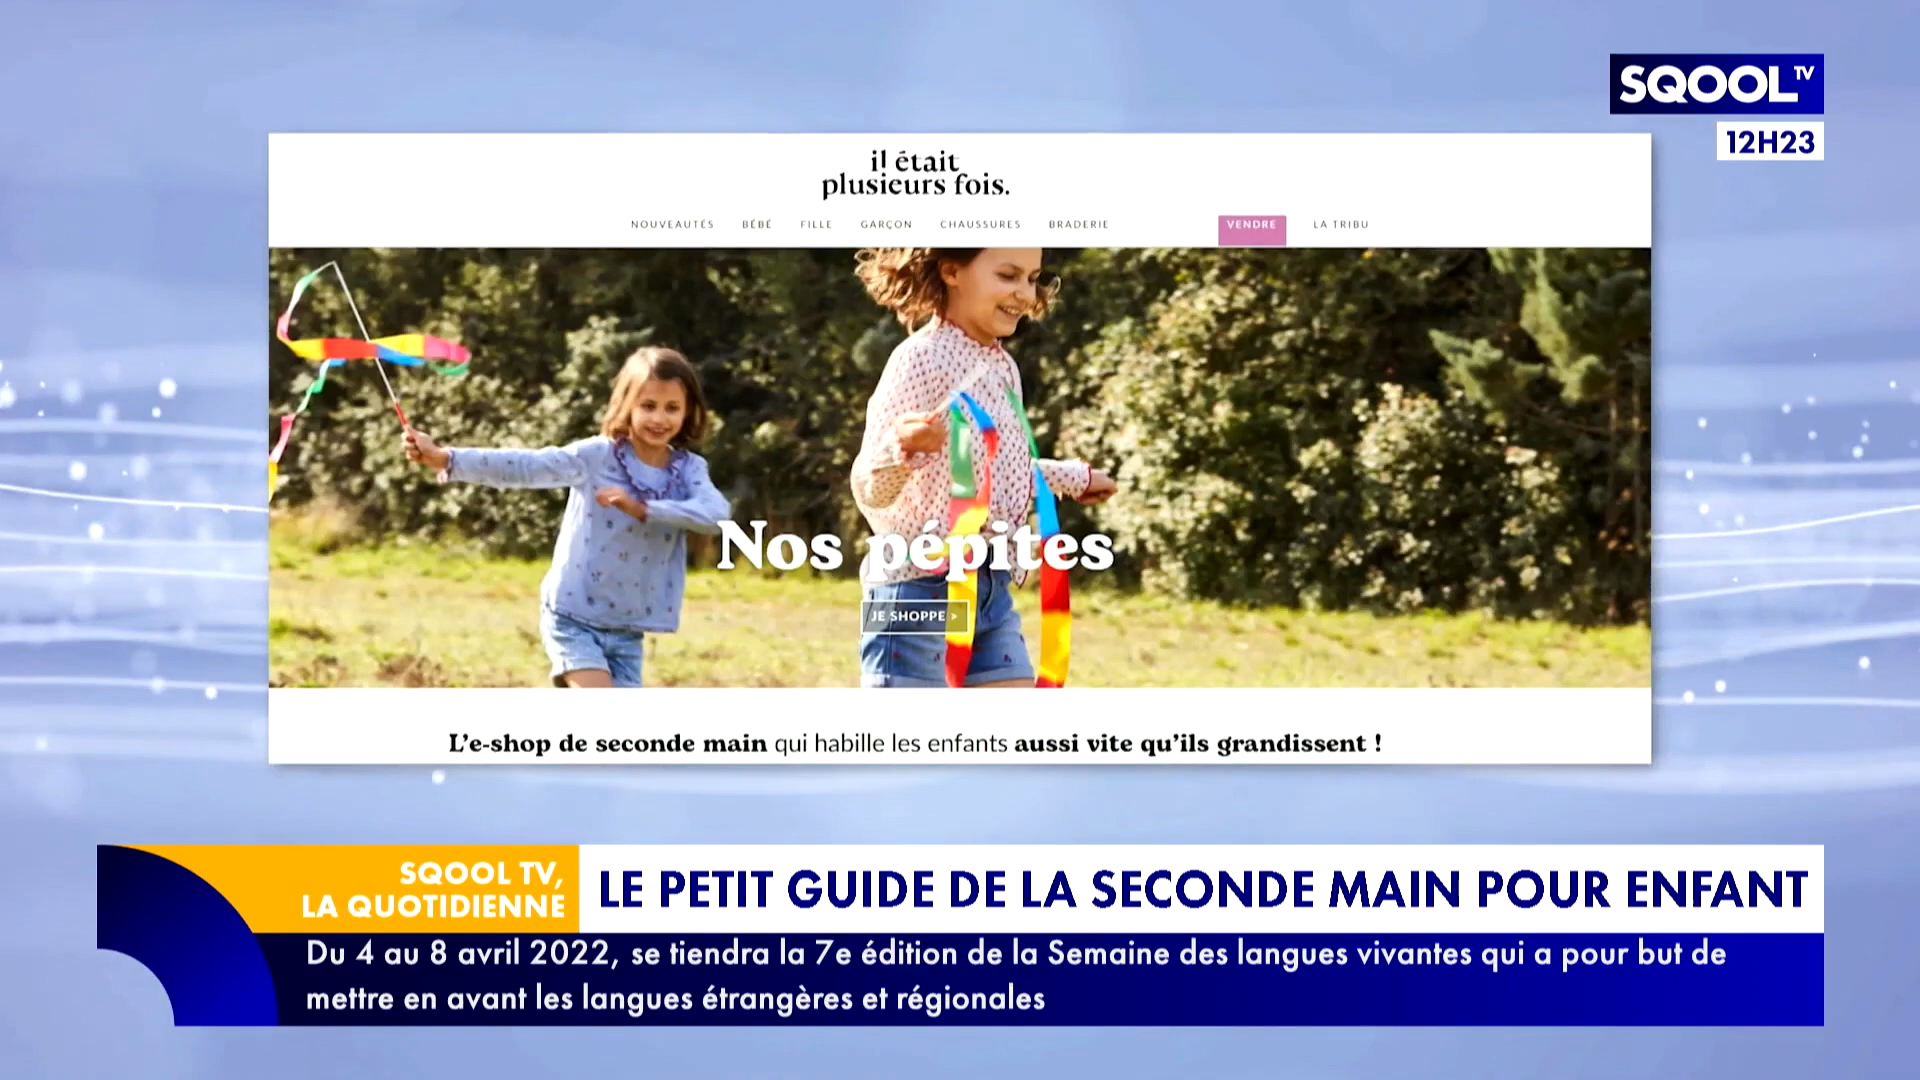 SQOOL TV
12H23
il était
plusieurs fois.
NOUVEAUTÉS BÉBÉ FILLE GARÇON CHAUSSURES BRADERIE VENDRE LA TRIBU
Nos pépites
JE SHOPPE >
L'e-shop de seconde main qui habille les enfants aussi vite qu'ils grandissent !
SQOOL TV,
LA QUOTIDIENNE
LE PETIT GUIDE DE LA SECONDE MAIN POUR ENFANT
Du 4 au 8 avril 2022, se tiendra la 7e édition de la Semaine des langues vivantes qui a pour but de
mettre en avant les langues étrangères et régionales